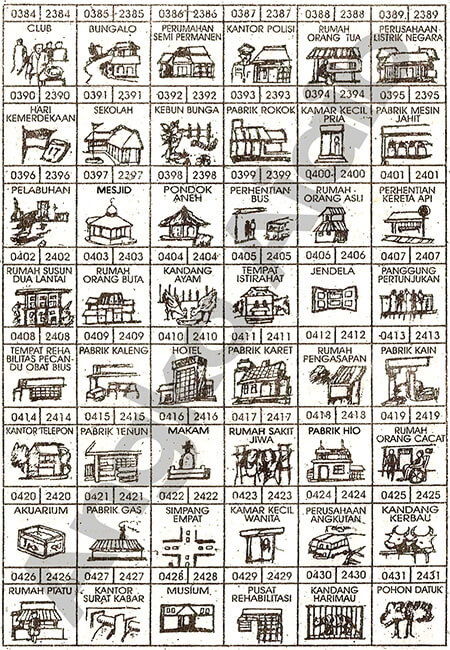 0384 2384 0385 2385 0386 2386 0387 2387 0388 2388 0389 2389
CLUB BUNGALO PERUMAHAN SEMI PERMANEN KANTOR POLISI RUMAH ORANG TUA PERUSAHAAN LISTRIK NEGARA
0390 2390 0391 2391 0392 2392 0393 2393 0394 2394 0395 2395
HARI KEMERDEKAAN SEKOLAH KEBUN BUNGA PABRIK ROKOK KAMAR KECIL PRIA PABRIK MESIN JAHIT
0396 2396 0397 2397 0398 2398 0399 2399 0400 2400 0401 2401
PELABUHAN MESJID PONDOK ANEH PERHENTIAN BUS RUMAH ORANG ASLI PERHENTIAN KERETA API
0402 2402 0403 2403 0404 2404 0405 2405 0406 2406 0407 2407
RUMAH SUSUN DUA LANTAI RUMAH ORANG BUTA KANDANG AYAM TEMPAT ISTIRAHAT JENDELA PANGGUNG PERTUNJUKAN
0408 2408 0409 2409 0410 2410 0411 2411 0412 2412 0413 2413
TEMPAT REHA BILITAS PECAN- DU OBAT BIUS PABRIK KALENG HOTEL PABRIK KARET RUMAH PENGASAPAN PABRIK KAIN
0414 2414 0415 2415 0416 2416 0417 2417 0418 2418 0419 2419
KANTOR TELEPON PABRIK TENUN MAKAM RUMAH SAKIT JIWA PABRIK HIO RUMAH ORANG CACAT
0420 2420 0421 2421 0422 2422 0423 2423 0424 2424 0425 2425
AKUARIUM PABRIK GAS SIMPANG EMPAT KAMAR KECIL WANITA PERUSAHAAN ANGKUTAN KANDANG KERBAU
0426 2426 0427 2427 0428 2428 0429 2429 0430 2430 0431 2431
RUMAH PIATU KANTOR SURAT KABAR MUSIUM PUSAT REHABILITASI KANDANG HARIMAU POHON DATUK